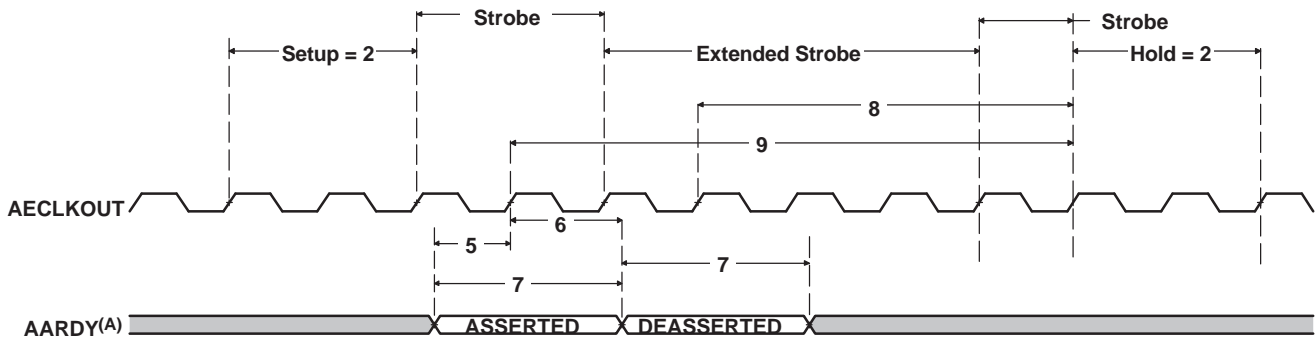 Strobe
Strobe
Setup = 2
Extended Strobe
Hold = 2
8
9
AECLKOUT
6
5
7
7
AARDY(A)
ASSERTED
DEASSERTED